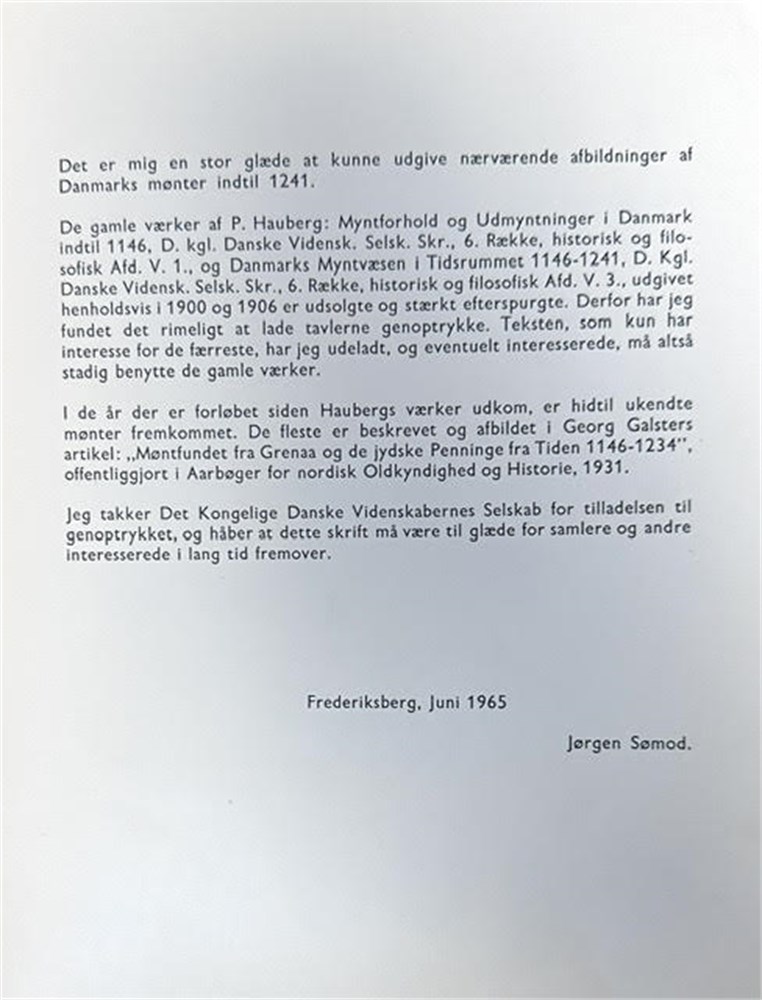 Det er mig en stor glæde at kunne udgive nærværende afbildninger af
Danmarks mønter indtil 1241.
De gamle værker af P. Hauberg: Myntforhold og Udmyntninger i Danmark
indtil 1146, D. kgl. Danske Vidensk. Selsk. Skr., 6. Række, historisk og filo-
sofisk Afd. V. 1., og Danmarks Myntvæsen i Tidsrummet 1146-1241, D. Kgl.
Danske Vidensk. Selsk. Skr., 6. Række, historisk og filosofisk Afd. V. 3., udgivet
henholdsvis i 1900 og 1906 er udsolgte og stærkt efterspurgte. Derfor har jeg
fundet det rimeligt at lade tavlerne genoptrykke. Teksten, som kun har
interesse for de færreste, har jeg udeladt, og eventuelt interesserede, må altså
stadig benytte de gamle værker.
I de år der er forløbet siden Haubergs værker udkom, er hidtil ukendte
mønter fremkommet. De fleste er beskrevet og afbildet i Georg Galsters
artikel: „Møntfundet fra Grenaa og de jydske Penninge fra Tiden 1146-1234”,
offentliggjort i Aarbøger for nordisk Oldkyndighed og Historie, 1931.
Jeg takker Det Kongelige Danske Videnskabernes Selskab for tilladelsen til
genoptrykket, og håber at dette skrift må være til glæde for samlere og andre
interesserede i lang tid fremover.
Frederiksberg, Juni 1965
Jørgen Sømod.